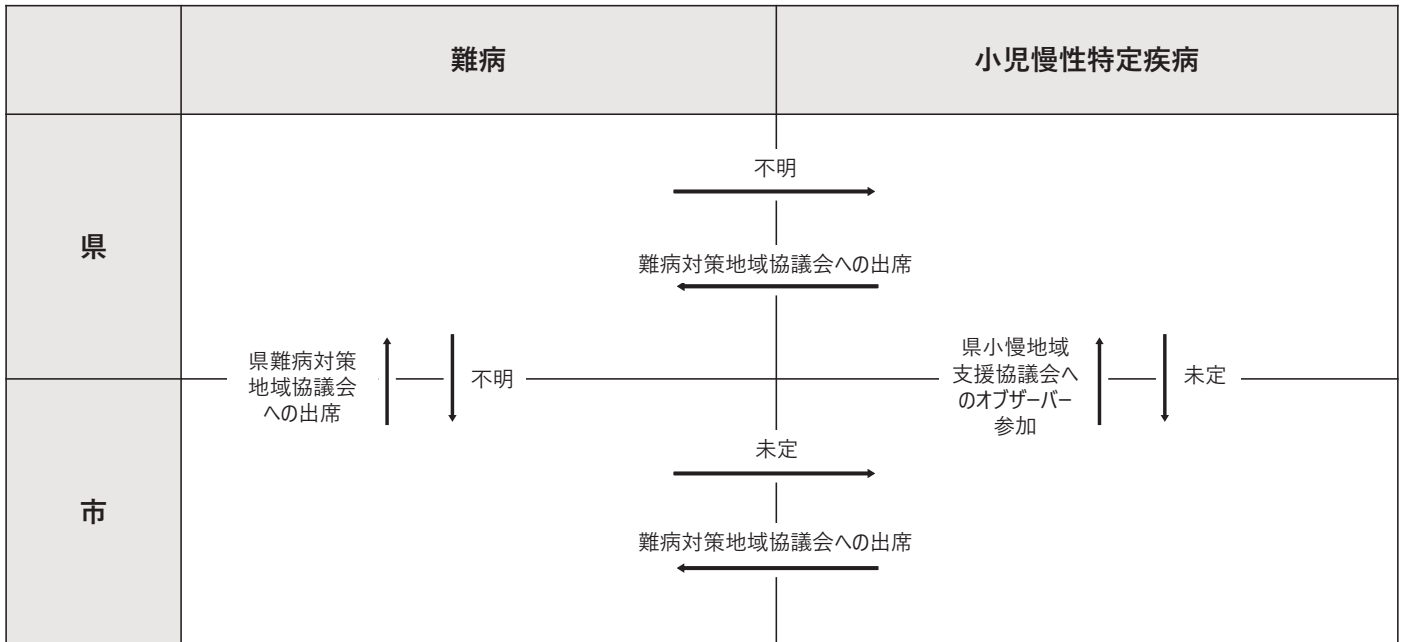 難病
小児慢性特定疾病
県
不明
難病対策地域協議会への出席
県難病対策
地域協議会
への出席
不明
県小慢地域
支援協議会へ
のオブザーバー
参加
未定
市
未定
難病対策地域協議会への出席